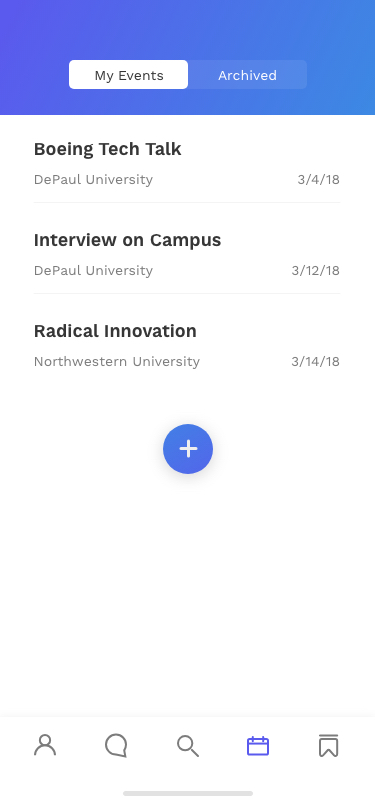 My Events Archived
Boeing Tech Talk
DePaul University 3/4/18
Interview on Campus
DePaul University 3/12/18
Radical Innovation
Northwestern University 3/14/18